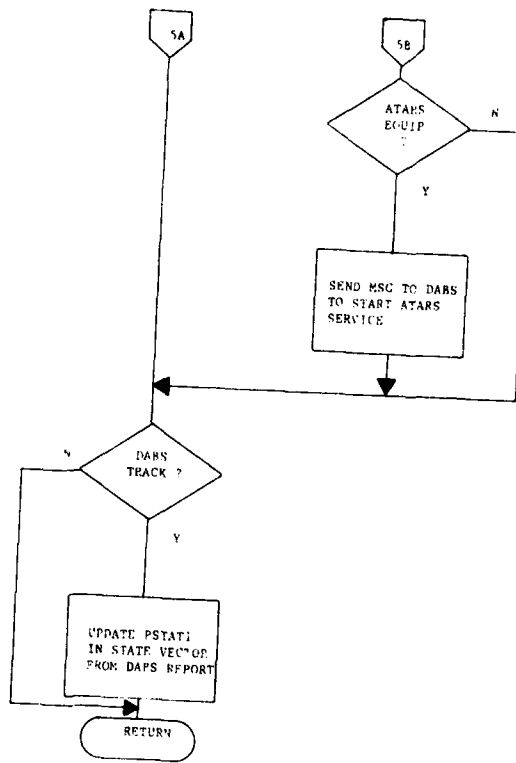 5A
5B
ATARS
EQUIP
?
N
Y
SEND MSG TO DABS
TO START ATARS
SERVICE
N
DABS
TRACK ?
Y
UPDATE PSTAT1
IN STATE VECTOR
FROM DABS REPORT
RETURN